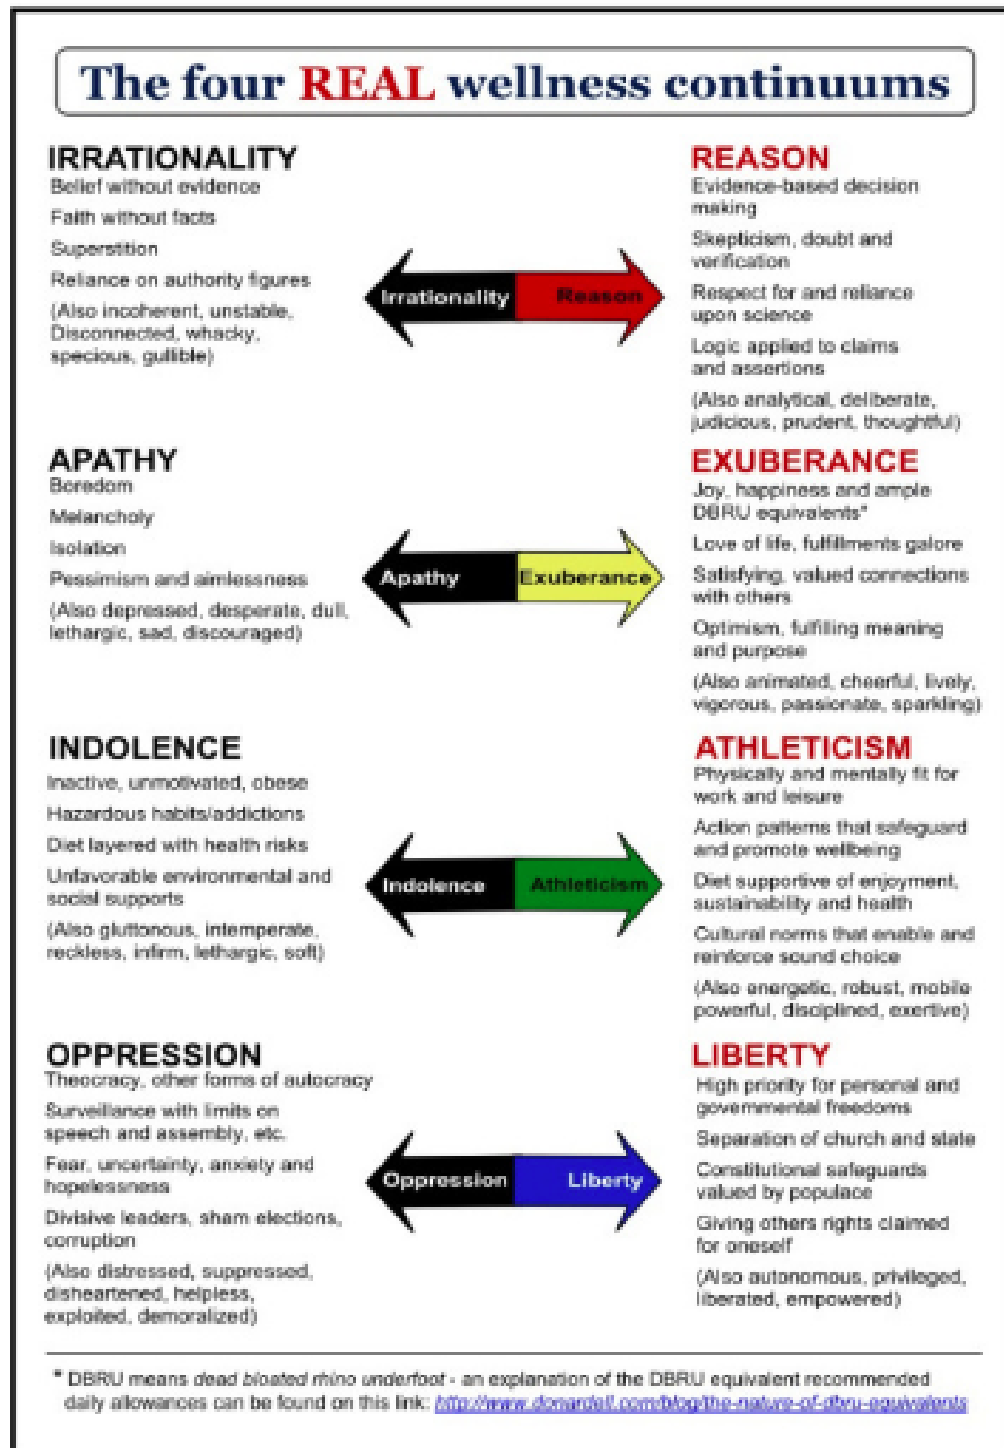 The four REAL wellness continuums
IRRATIONALITY
Belief without evidence
Faith without facts
Superstition
Reliance on authority figures
(Also incoherent, unstable,
Disconnected, whacky,
specious, gullible)
Irrationality
Reason
REASON
Evidence-based decision
making
Skepticism, doubt and
verification
Respect for and reliance
upon science
Logic applied to claims
and assertions
(Also analytical, deliberate,
judicious, prudent, thoughtful)
APATHY
Boredom
Melancholy
Isolation
Pessimism and aimlessness
(Also depressed, desperate, dull,
lethargic, sad, discouraged)
Apathy
Exuberance
EXUBERANCE
Joy, happiness and ample
DBRU equivalents*
Love of life, fulfillments galore
Satisfying, valued connections
with others
Optimism, fulfilling meaning
and purpose
(Also animated, cheerful, lively,
vigorous, passionate, sparkling)
INDOLENCE
Inactive, unmotivated, obese
Hazardous habits/addictions
Diet layered with health risks
Unfavorable environmental and
social supports
(Also gluttonous, intemperate,
reckless, infirm, lethargic, soft)
Indolence
Athleticism
ATHLETICISM
Physically and mentally fit for
work and leisure
Action patterns that safeguard
and promote wellbeing
Diet supportive of enjoyment,
sustainability and health
Cultural norms that enable and
reinforce sound choice
(Also energetic, robust, mobile
powerful, disciplined, exertive)
OPPRESSION
Theocracy, other forms of autocracy
Surveillance with limits on
speech and assembly, etc.
Fear, uncertainty, anxiety and
hopelessness
Divisive leaders, sham elections,
corruption
(Also distressed, suppressed,
disheartened, helpless,
exploited, demoralized)
Oppression
Liberty
LIBERTY
High priority for personal and
governmental freedoms
Separation of church and state
Constitutional safeguards
valued by populace
Giving others rights claimed
for oneself
(Also autonomous, privileged,
liberated, empowered)
* DBRU means dead bloated rhino underfoot - an explanation of the DBRU equivalent recommended
daily allowances can be found on this link: http://www.donardell.com/blog/the-nature-of-dbru-equivalents